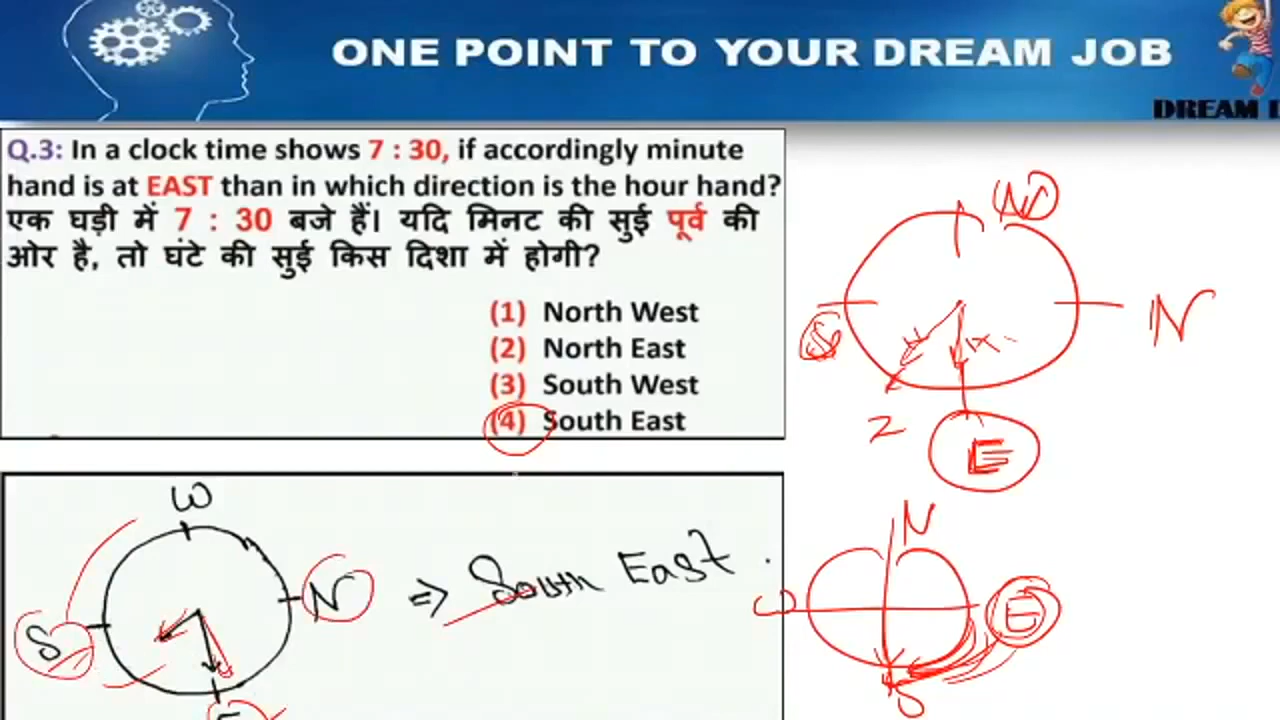 ONE POINT TO YOUR DREAM JOB
DREAM
Q.3: In a clock time shows 7 : 30, if accordingly minute
hand is at EAST than in which direction is the hour hand?
एक घड़ी में 7 : 30 बजे हैं। यदि मिनट की सुई पूर्व की
ओर है, तो घंटे की सुई किस दिशा में होगी?
(1) North West
(2) North East
(3) South West
(4) South East
W
N
S
N
E
W
S
N
⇒ South East.
N
E
S